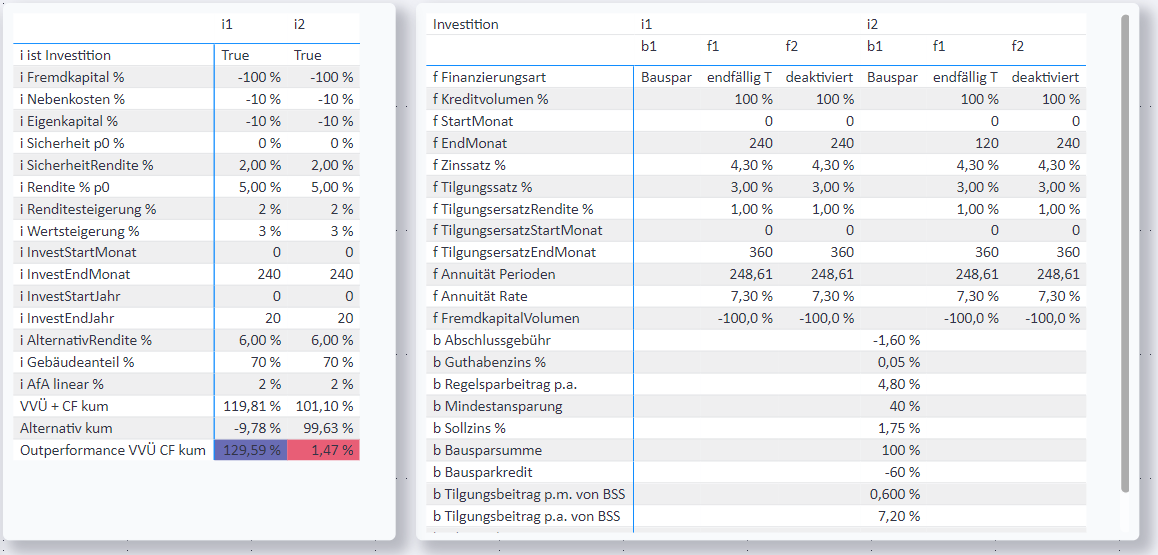 i1 i2
i ist Investition True True
i Fremdkapital % -100 % -100 %
i Nebenkosten % -10 % -10 %
i Eigenkapital % -10 % -10 %
i Sicherheit p0 % 0 % 0 %
i SicherheitRendite % 2,00 % 2,00 %
i Rendite % p0 5,00 % 5,00 %
i Renditesteigerung % 2 % 2 %
i Wertsteigerung % 3 % 3 %
i InvestStartMonat 0 0
i InvestEndMonat 240 240
i InvestStartJahr 0 0
i InvestEndJahr 20 20
i AlternativRendite % 6,00 % 6,00 %
i Gebäudeanteil % 70 % 70 %
i AfA linear % 2 % 2 %
VVÜ + CF kum 119,81 % 101,10 %
Alternativ kum -9,78 % 99,63 %
Outperformance VVÜ CF kum 129,59 % 1,47 %
Investition i1 i2
b1 f1 f2 b1 f1 f2
f Finanzierungsart Bauspar endfällig T deaktiviert Bauspar endfällig T deaktiviert
f Kreditvolumen % 100 % 100 % 100 % 100 %
f StartMonat 0 0 0 0
f EndMonat 240 240 120 240
f Zinssatz % 4,30 % 4,30 % 4,30 % 4,30 %
f Tilgungssatz % 3,00 % 3,00 % 3,00 % 3,00 %
f TilgungsersatzRendite % 1,00 % 1,00 % 1,00 % 1,00 %
f TilgungsersatzStartMonat 0 0 0 0
f TilgungsersatzEndMonat 360 360 360 360
f Annuität Perioden 248,61 248,61 248,61 248,61
f Annuität Rate 7,30 % 7,30 % 7,30 % 7,30 %
f FremdkapitalVolumen -100,0 % -100,0 % -100,0 % -100,0 %
b Abschlussgebühr -1,60 %
b Guthabenzins % 0,05 %
b Regelsparbeitrag p.a. 4,80 %
b Mindestansparung 40 %
b Sollzins % 1,75 %
b Bausparsumme 100 %
b Bausparkredit -60 %
b Tilgungsbeitrag p.m. von BSS 0,600 %
b Tilgungsbeitrag p.a. von BSS 7,20 %